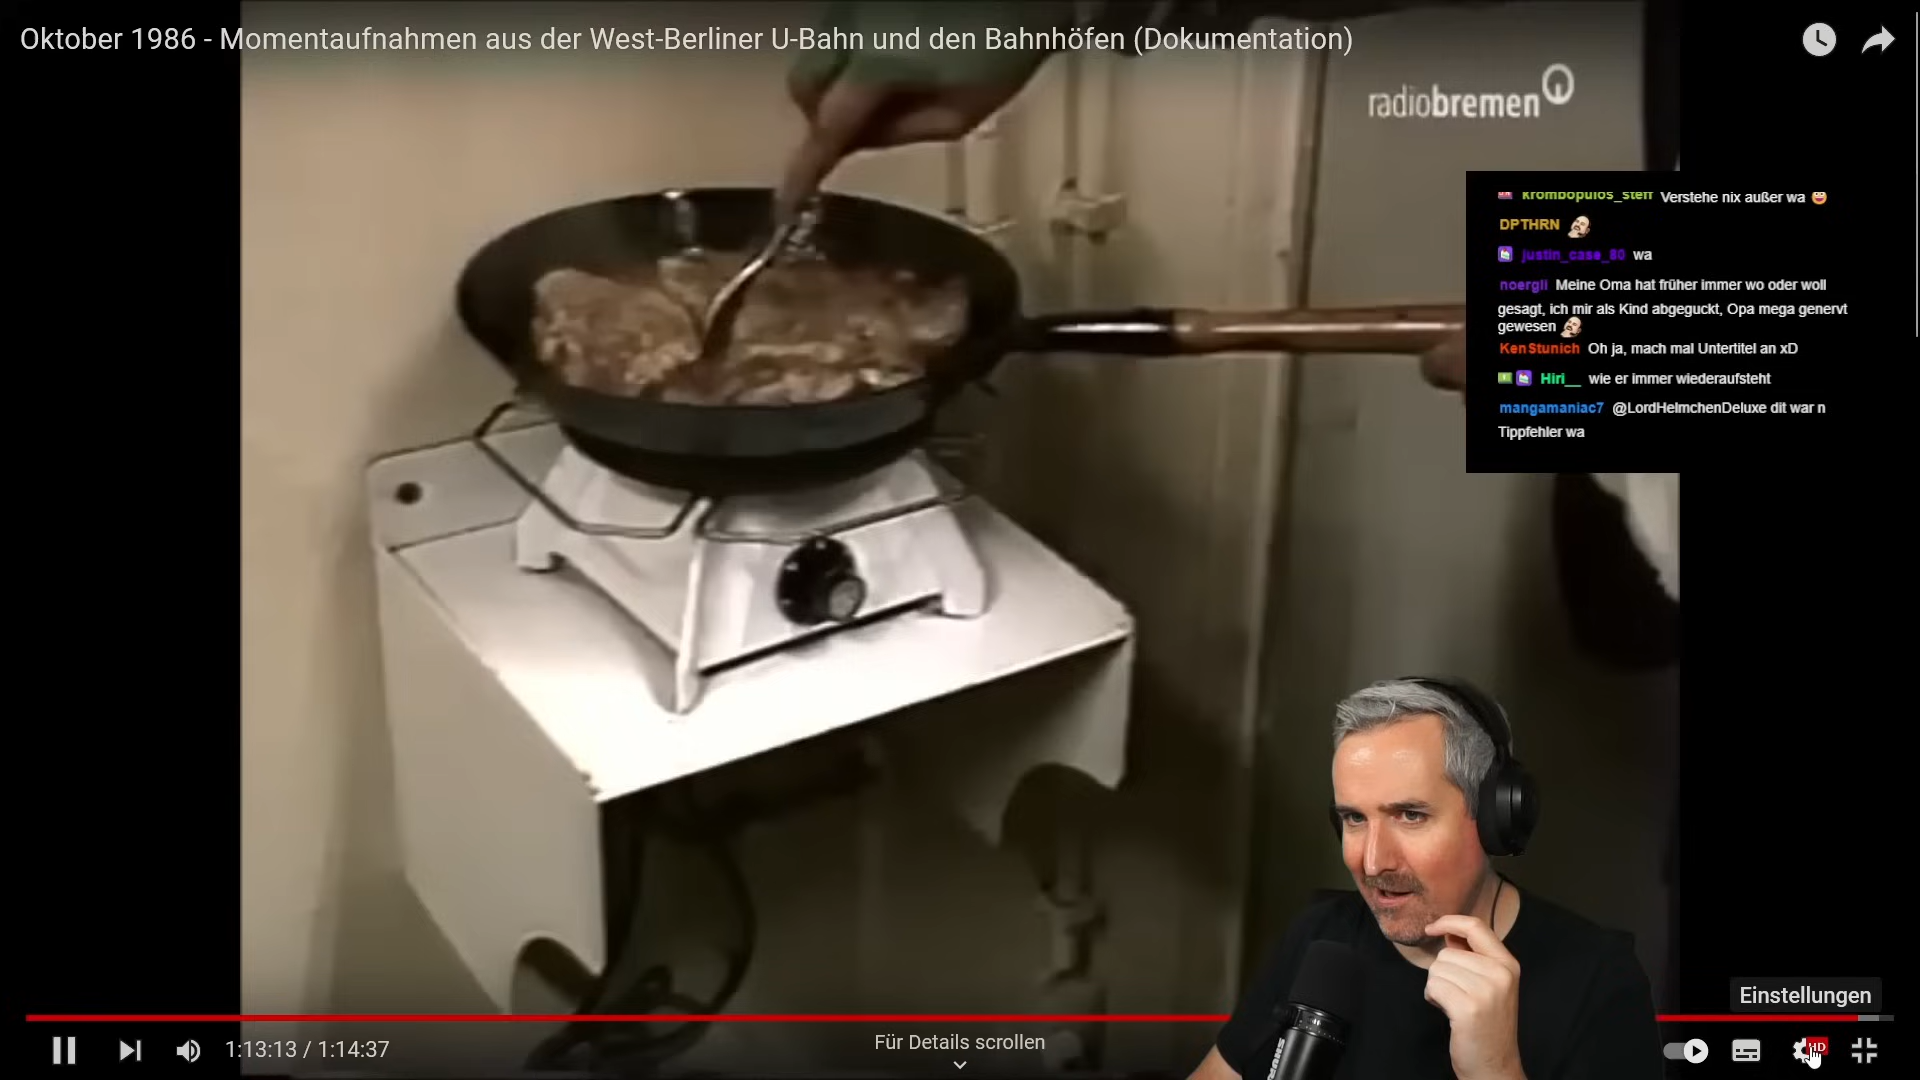 Oktober 1986 - Momentaufnahmen aus der West-Berliner U-Bahn und den Bahnhöfen (Dokumentation)
radiobremen
krombopulos_steff Verstehe nix außer wa
DPTHRN
justin_case_80 wa
noergli Meine Oma hat früher immer wo oder woll
gesagt, ich mir als Kind abgeguckt, Opa mega genervt
gewesen
KenStunich Oh ja, mach mal Untertitel an xD
Hiri__ wie er immer wiederaufsteht
mangamaniac7 @LordHelmchenDeluxe dit war n
Tippfehler wa
Einstellungen
1:13:13 / 1:14:37
Für Details scrollen
HD
SHURE